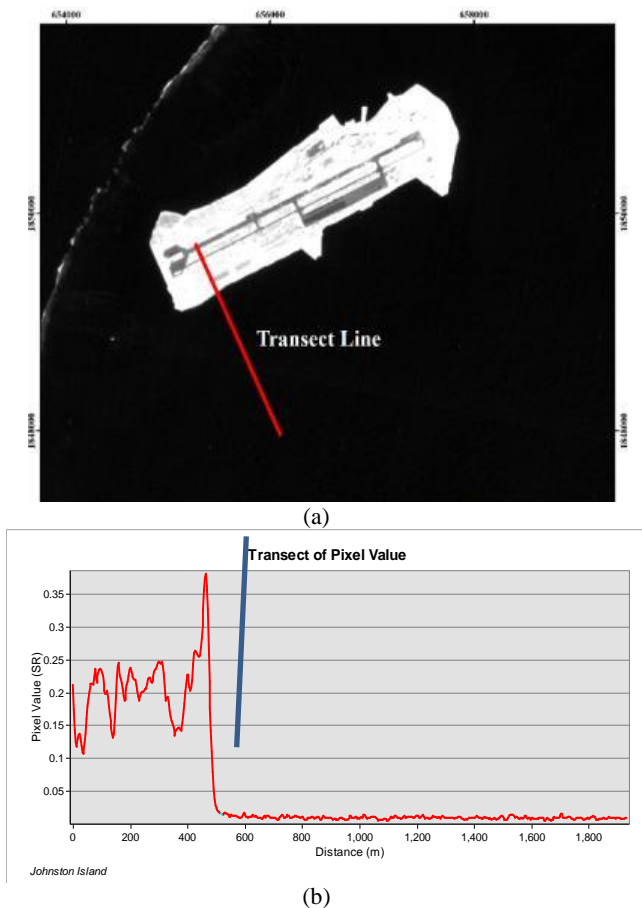 654000 656000 658000
1850000 1850000
Transect Line
1848000 1848000
(a)
Transect of Pixel Value
Pixel Value (SR)
0.35
0.3
0.25
0.2
0.15
0.1
0.05
0 200 400 600 800 1,000 1,200 1,400 1,600 1,800
Distance (m)
Johnston Island
(b)